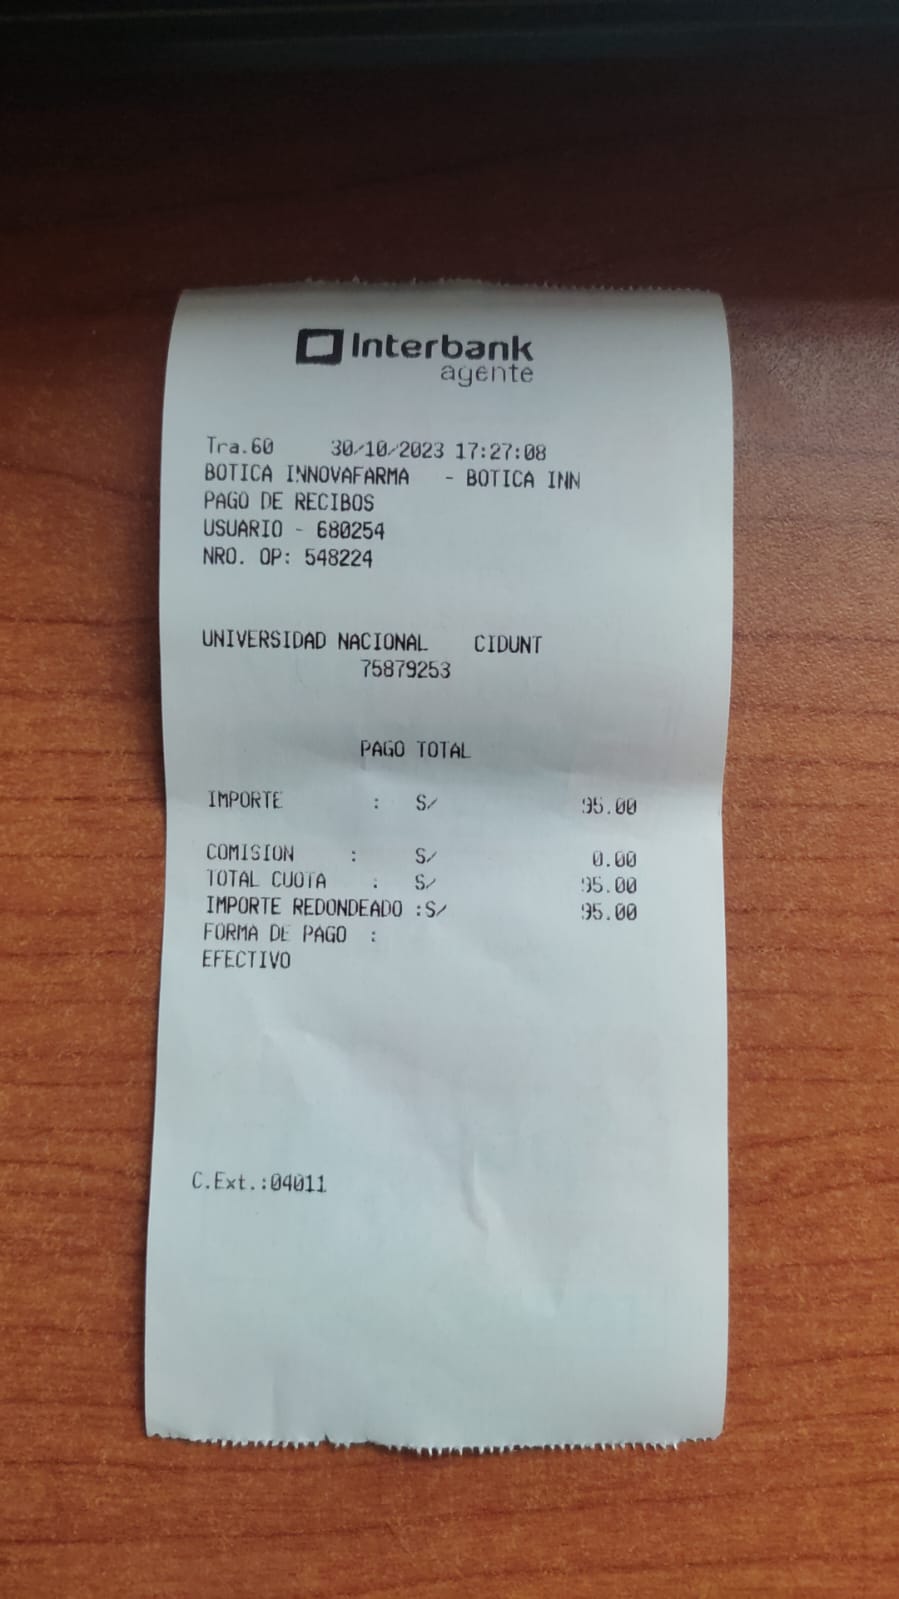 Interbank
agente
Tra.60 30/10/2023 17:27:08
BOTICA INNOVAFARMA - BOTICA INN
PAGO DE RECIBOS
USUARIO - 680254
NRO. OP: 548224
UNIVERSIDAD NACIONAL CIDUNT
75879253
PAGO TOTAL
IMPORTE : S/ 95.00
COMISION : S/ 0.00
TOTAL CUOTA : S/ 95.00
IMPORTE REDONDEADO :S/ 95.00
FORMA DE PAGO :
EFECTIVO
C.Ext.:04011